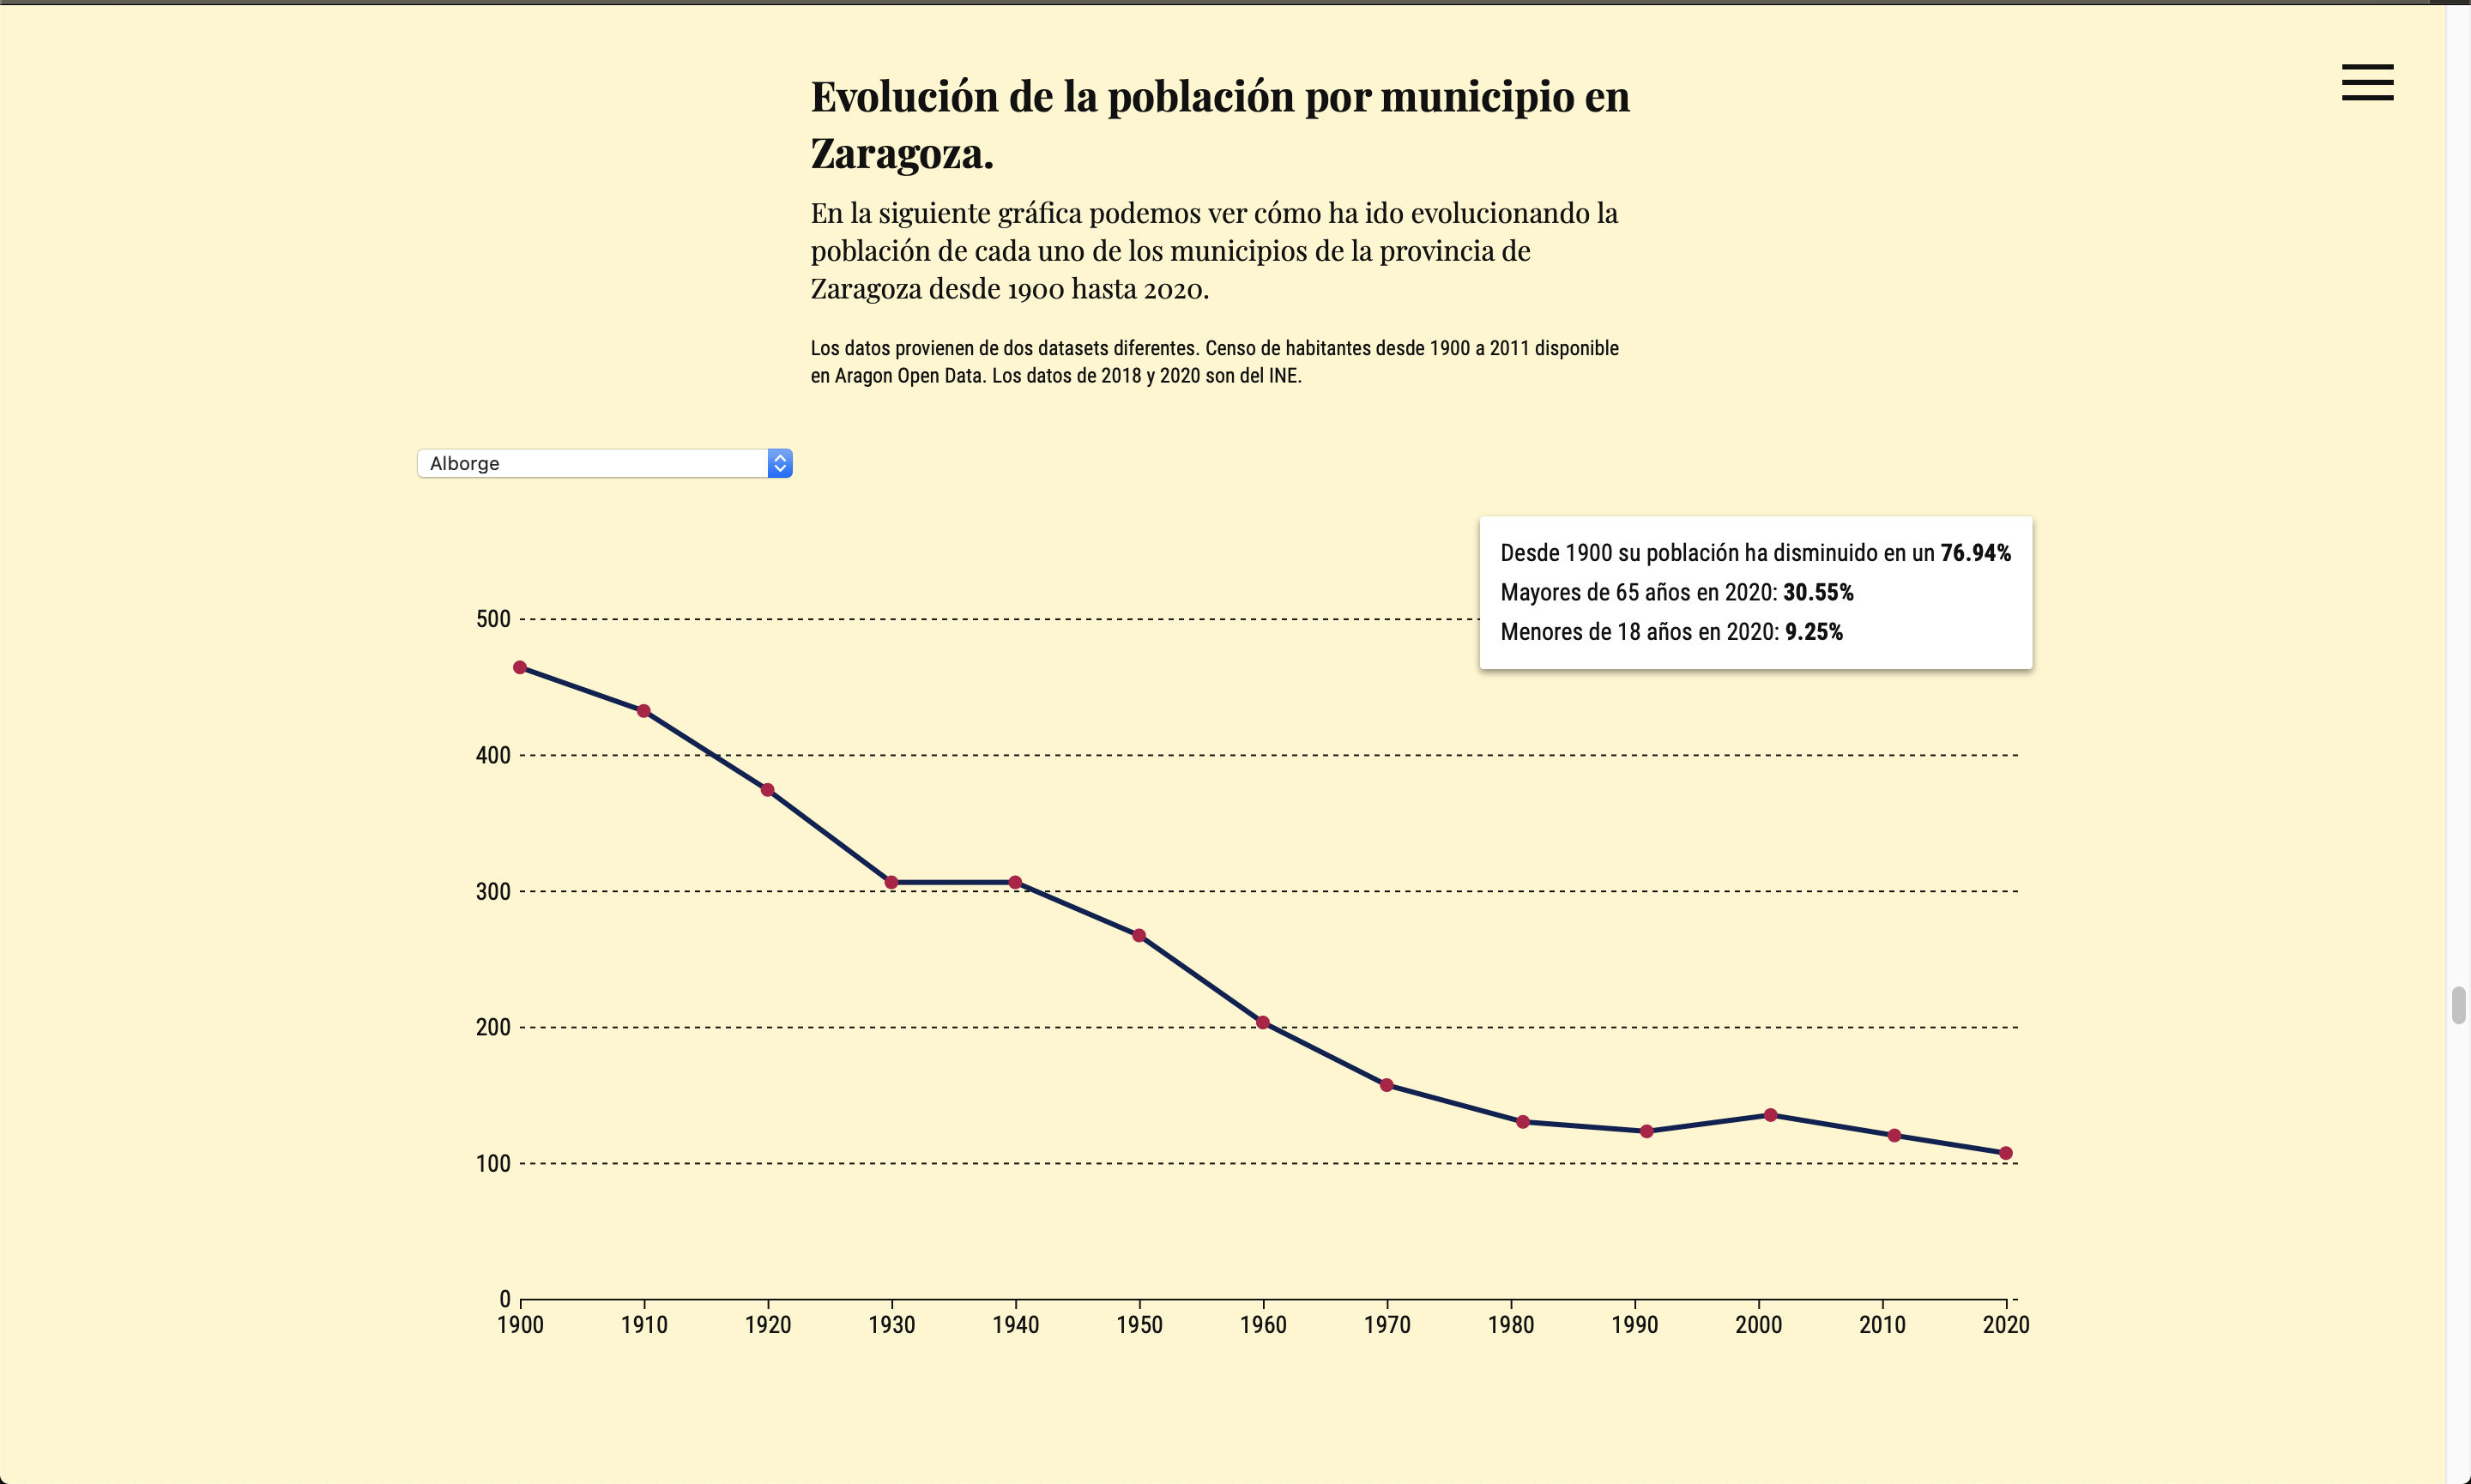 Evolución de la población por municipio en
Zaragoza.
En la siguiente gráfica podemos ver cómo ha ido evolucionando la
población de cada uno de los municipios de la provincia de
Zaragoza desde 1900 hasta 2020.
Los datos provienen de dos datasets diferentes. Censo de habitantes desde 1900 a 2011 disponible
en Aragon Open Data. Los datos de 2018 y 2020 son del INE.
Alborge
Desde 1900 su población ha disminuido en un 76.94%
Mayores de 65 años en 2020: 30.55%
Menores de 18 años en 2020: 9.25%
500
400
300
200
100
0
1900 1910 1920 1930 1940 1950 1960 1970 1980 1990 2000 2010 2020